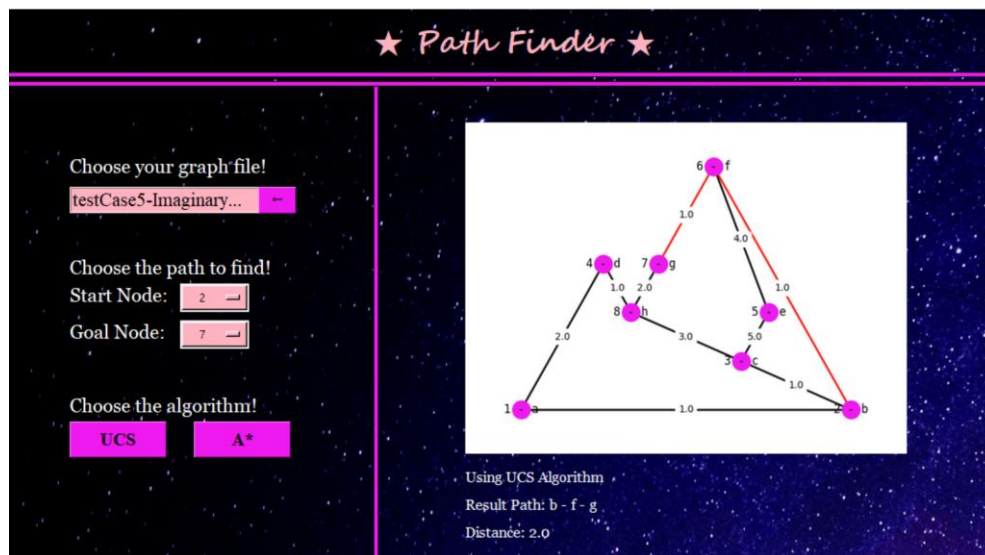 ★ Path Finder ★
Choose your graph file!
testCase5-Imaginary... ←
Choose the path to find!
Start Node: 2
Goal Node: 7
Choose the algorithm!
UCS A*
6 - f
1.0
4.0
4 - d
7 - g
1.0
2.0
1.0
8 - h
5 - e
2.0
3.0
5.0
3 - c
1.0
1 - a
1.0
2 - b
Using UCS Algorithm
Result Path: b - f - g
Distance: 2.0